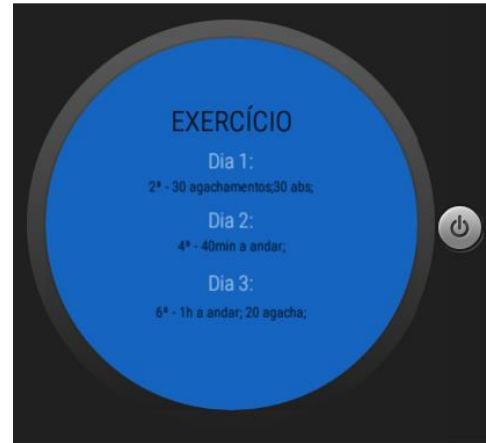 EXERCÍCIO
Dia 1:
2ª - 30 agachamentos;30 abs;
Dia 2:
4ª - 40min a andar;
Dia 3:
6ª - 1h a andar; 20 agacha;